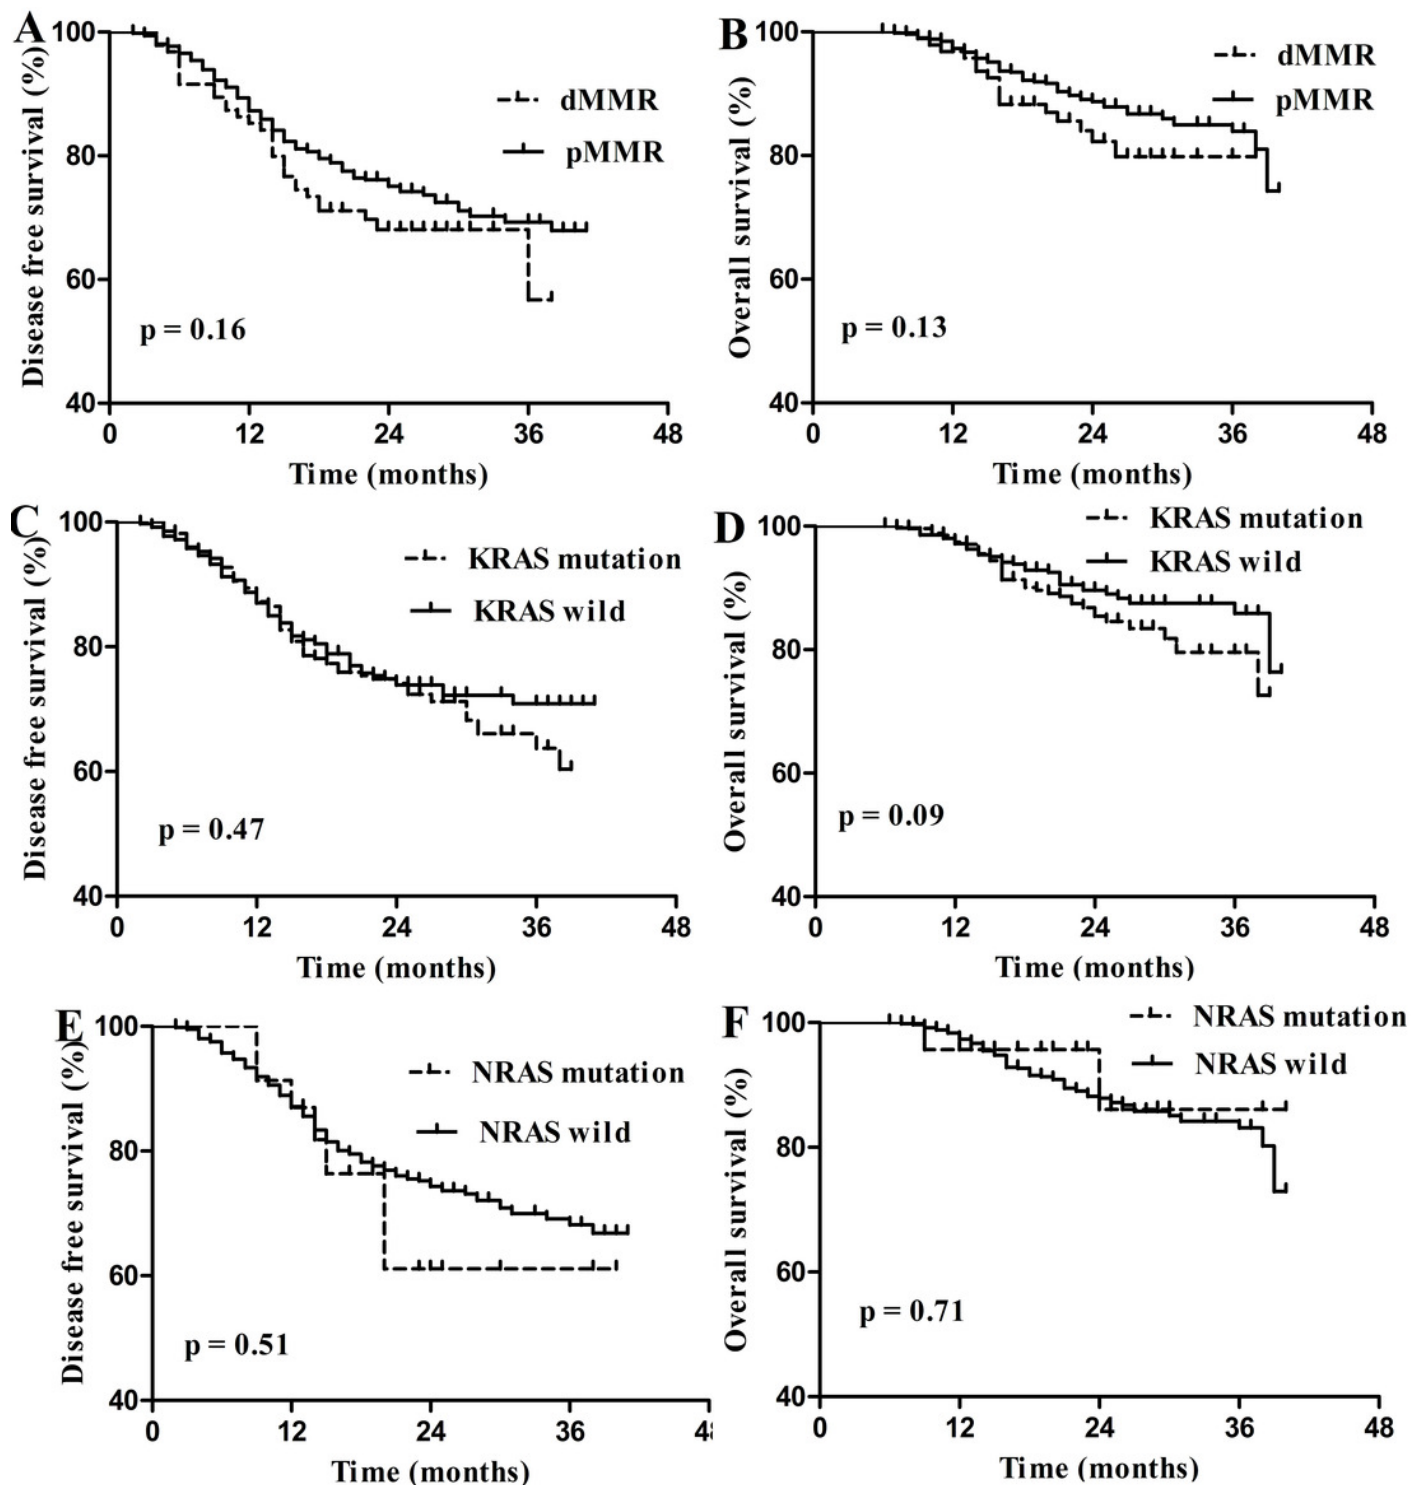 A
Disease free survival (%)
100
80
60
40
dMMR
pMMR
p = 0.16
0 12 24 36 48
Time (months)
B
Overall survival (%)
100
80
60
40
dMMR
pMMR
p = 0.13
0 12 24 36 48
Time (months)
C
Disease free survival (%)
100
80
60
40
KRAS mutation
KRAS wild
p = 0.47
0 12 24 36 48
Time (months)
D
Overall survival (%)
100
80
60
40
KRAS mutation
KRAS wild
p = 0.09
0 12 24 36 48
Time (months)
E
Disease free survival (%)
100
80
60
40
NRAS mutation
NRAS wild
p = 0.51
0 12 24 36 48
Time (months)
F
Overall survival (%)
100
80
60
40
NRAS mutation
NRAS wild
p = 0.71
0 12 24 36 48
Time (months)